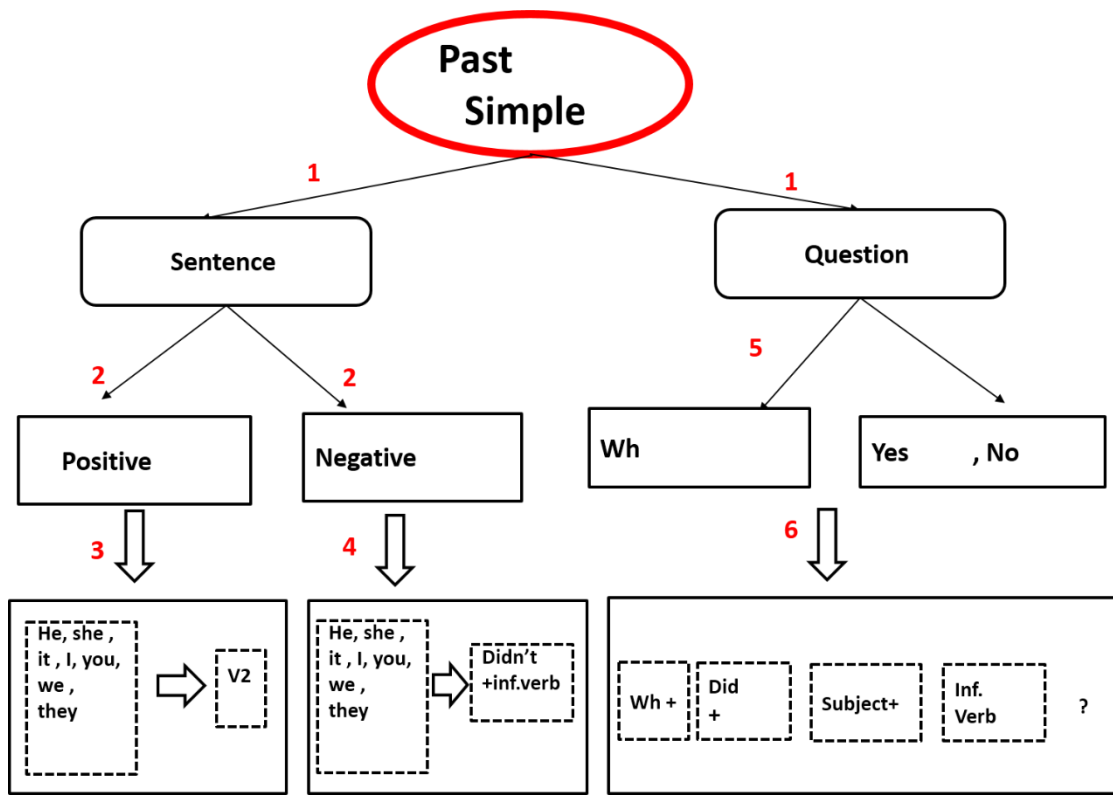 Past
Simple
1
1
Sentence
Question
2
2
5
Positive
Negative
Wh
Yes , No
3
4
6
He, she ,
it , I, you,
we ,
they
V2
He, she ,
it , I, you,
we ,
they
Didn't
+inf.verb
Wh +
Did
+
Subject+
Inf.
Verb
?